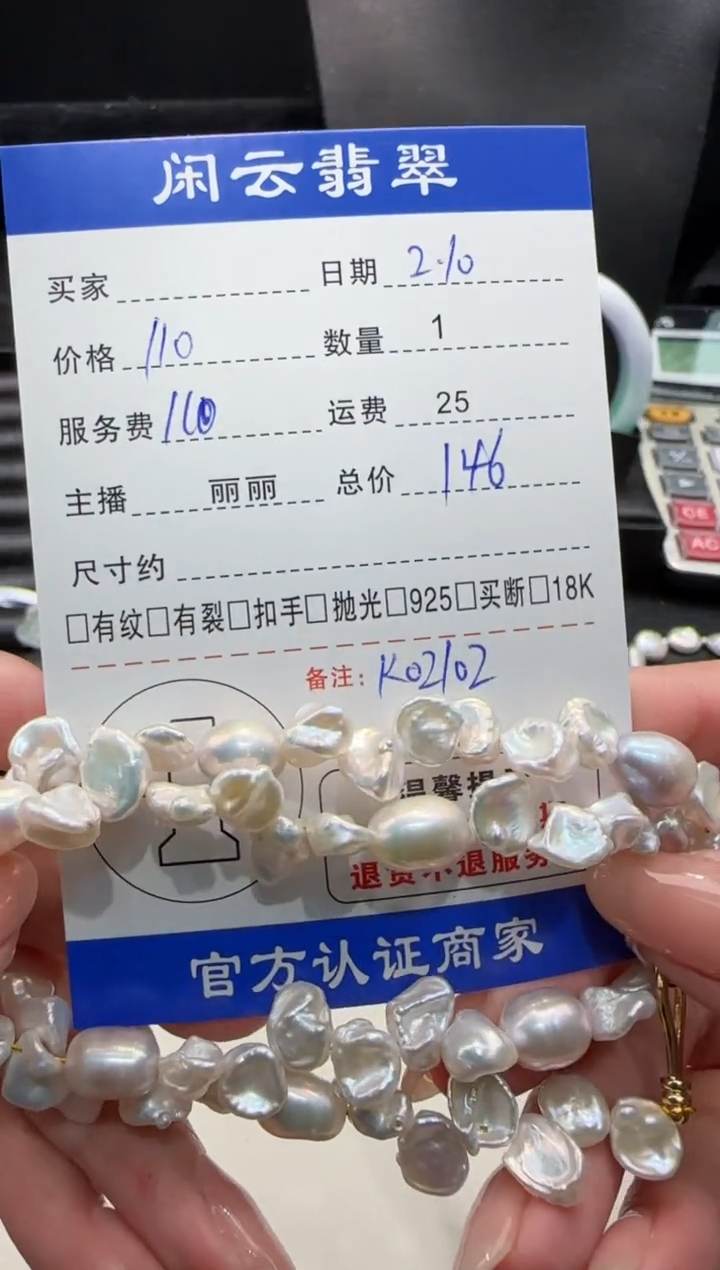 闲云翡翠
买家 日期 2.10
价格 110 数量 1
服务费 110 运费 25
主播 丽丽 总价 146
尺寸约
□有纹□有裂□扣手□抛光□925□买断□18K
备注: K02102
温馨提
退货不退服务
官方认证商家
CE
AC